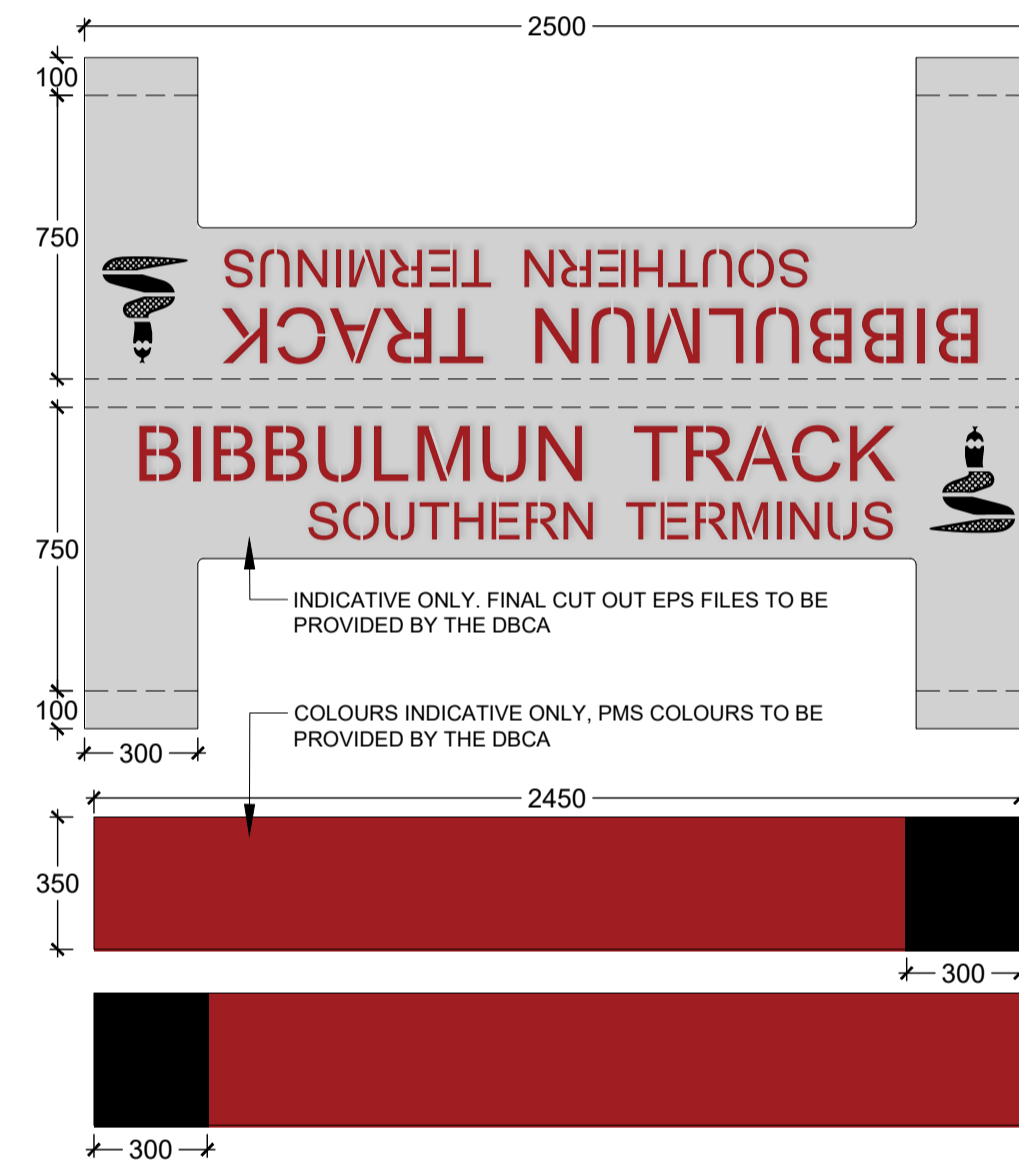 2500
100
750
SOUTHERN TERMINUS
BIBBULMUN TRACK
BIBBULMUN TRACK
SOUTHERN TERMINUS
750
INDICATIVE ONLY. FINAL CUT OUT EPS FILES TO BE
PROVIDED BY THE DBCA
100
COLOURS INDICATIVE ONLY, PMS COLOURS TO BE
PROVIDED BY THE DBCA
300
2450
350
300
300